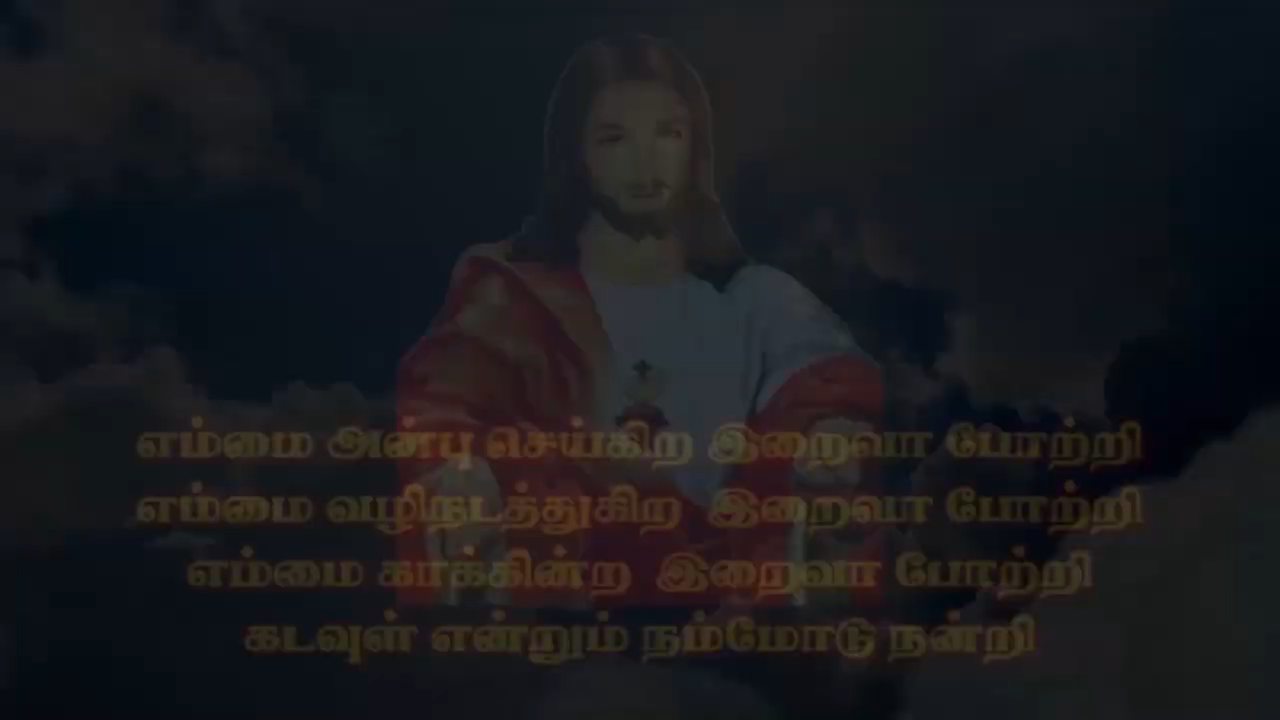 எம்மை அன்பு செய்கிற இறைவா போற்றி
எம்மை வழிநடத்துகிற இறைவா போற்றி
எம்மை காக்கின்ற இறைவா போற்றி
கடவுள் என்றும் நம்மோடு நன்றி